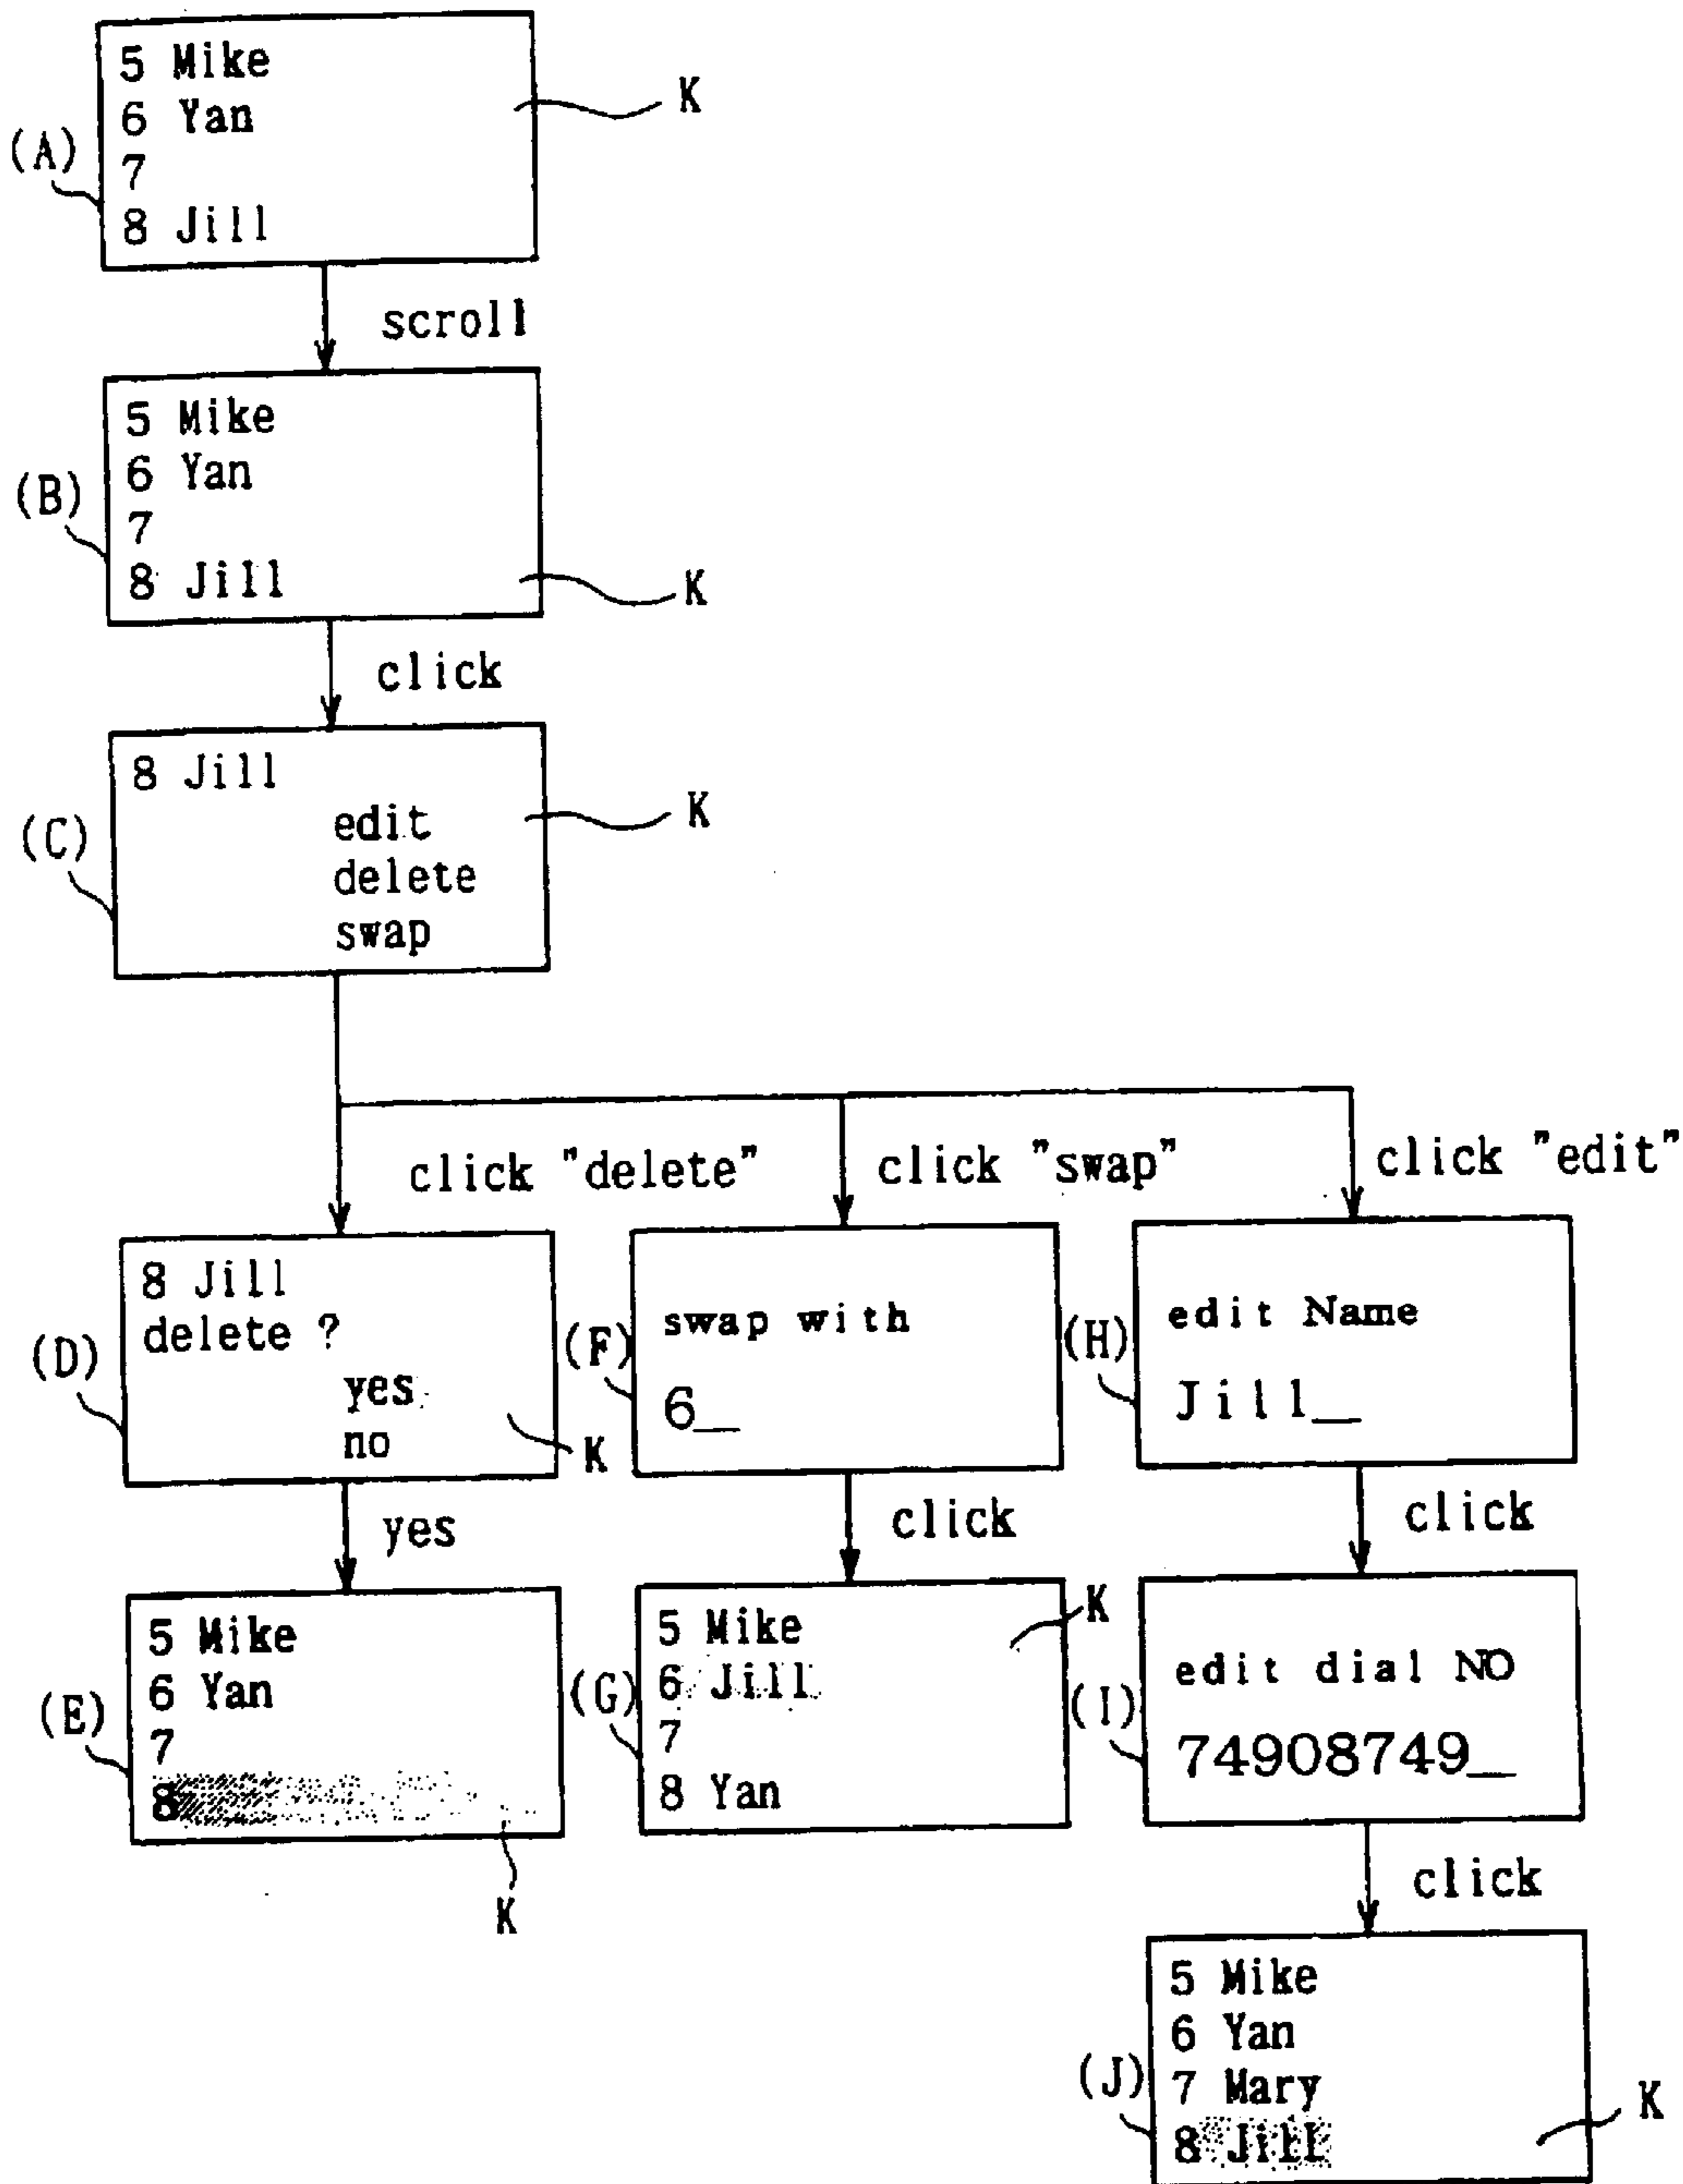 5 Mike
6 Yan
7
8 Jill
(A)
K
scroll
5 Mike
6 Yan
7
8 Jill
(B)
K
click
8 Jill
edit
delete
swap
(C)
K
click "delete"
click "swap"
click "edit"
8 Jill
delete ?
yes
no
(D)
K
yes
5 Mike
6 Yan
7
8
(E)
K
swap with
6_
(F)
click
5 Mike
6 Jill
7
8 Yan
(G)
K
edit Name
Jill_
(H)
click
edit dial NO
74908749_
(I)
click
5 Mike
6 Yan
7 Mary
8 Jill
(J)
K